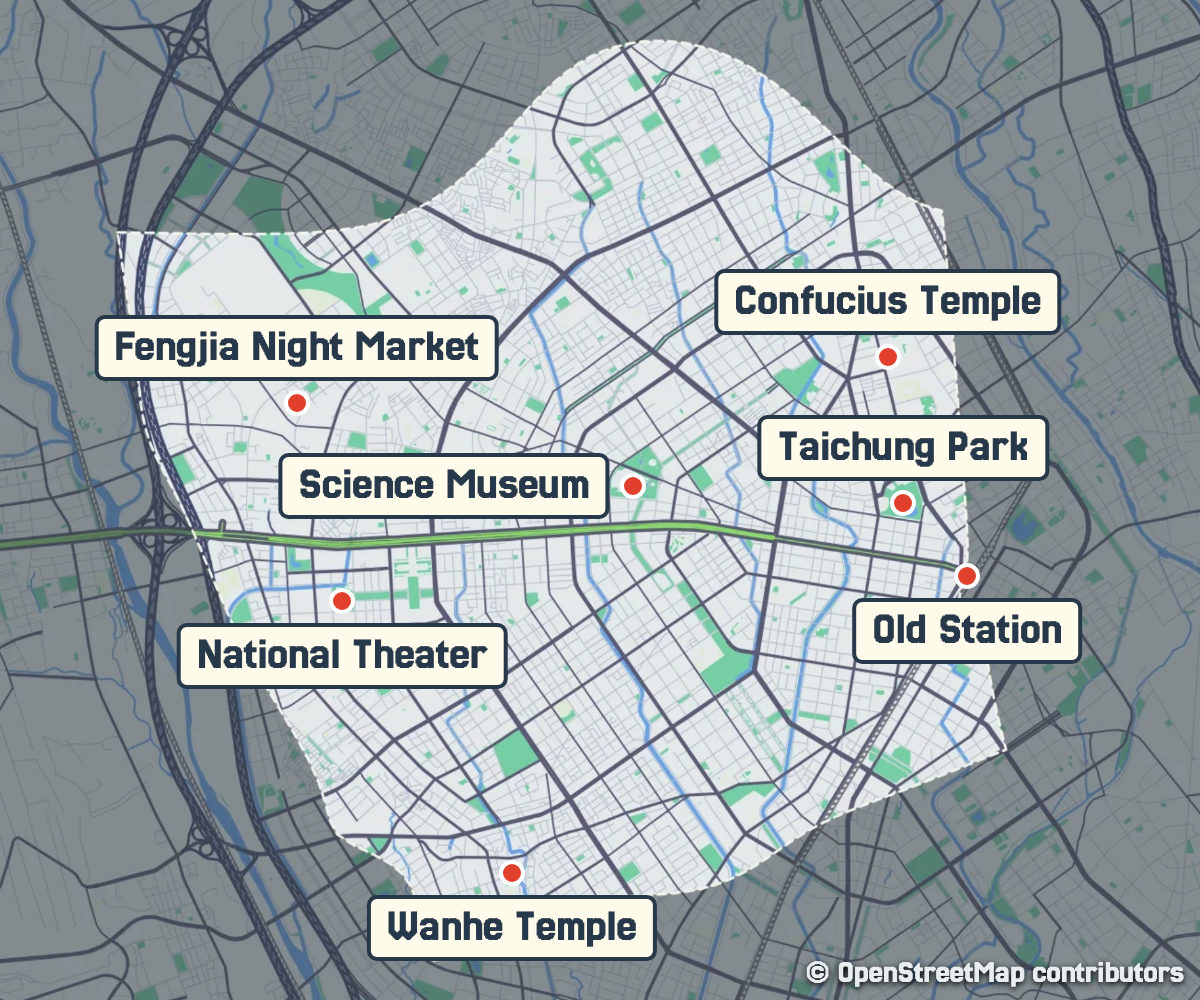 Confucius Temple
Fengjia Night Market
Taichung Park
Science Museum
Old Station
National Theater
Wanhe Temple
© OpenStreetMap contributors